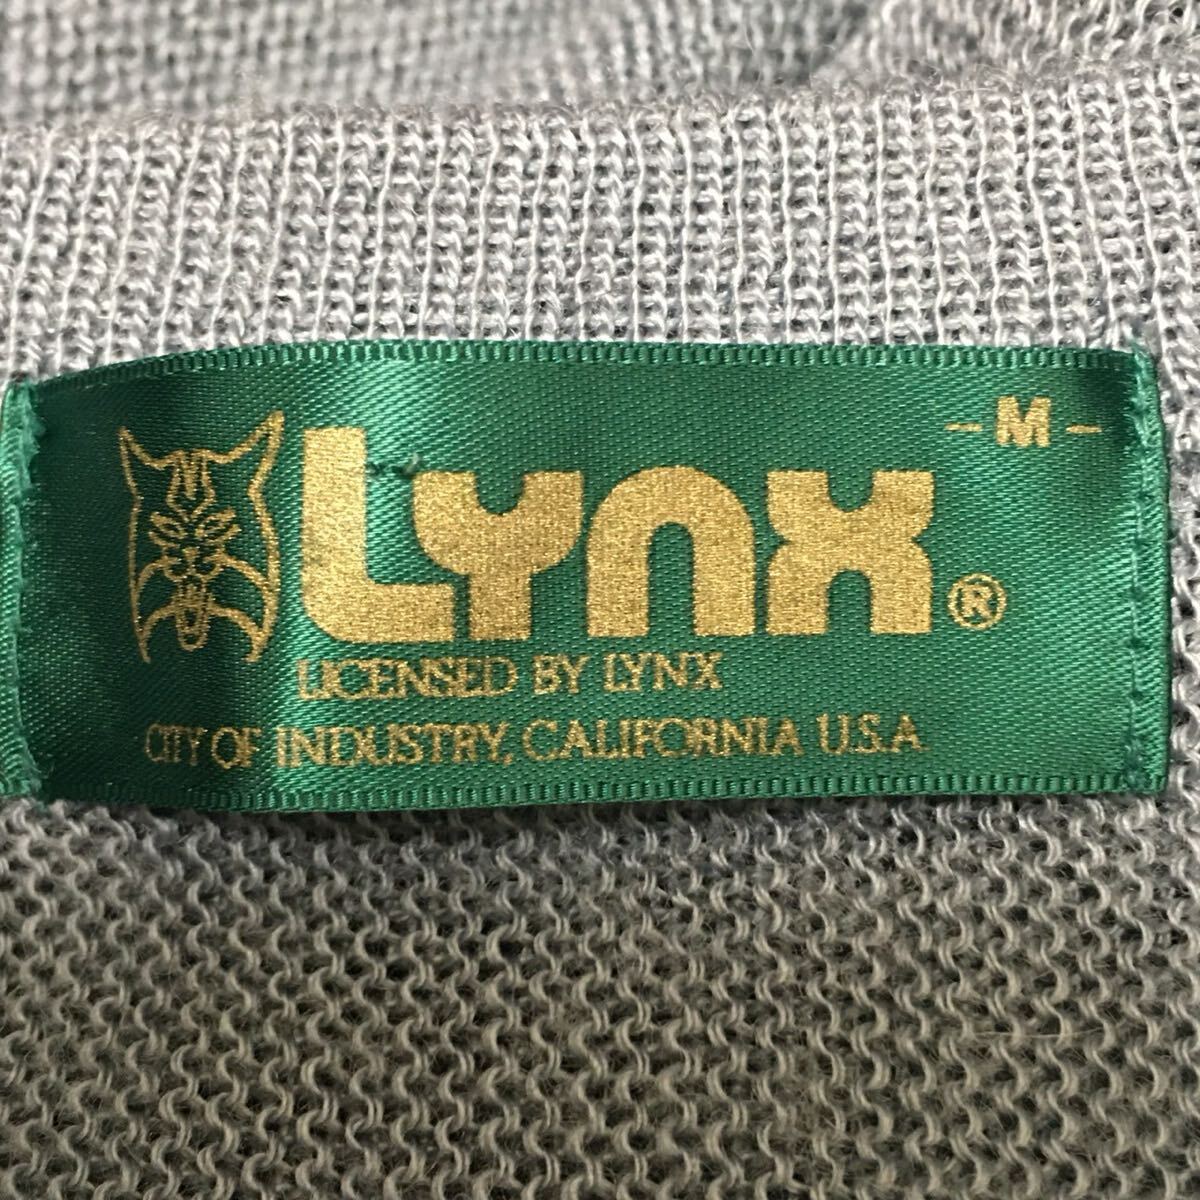 - M -
Lynx®
LICENSED BY LYNX
CITY OF INDUSTRY, CALIFORNIA U.S.A.